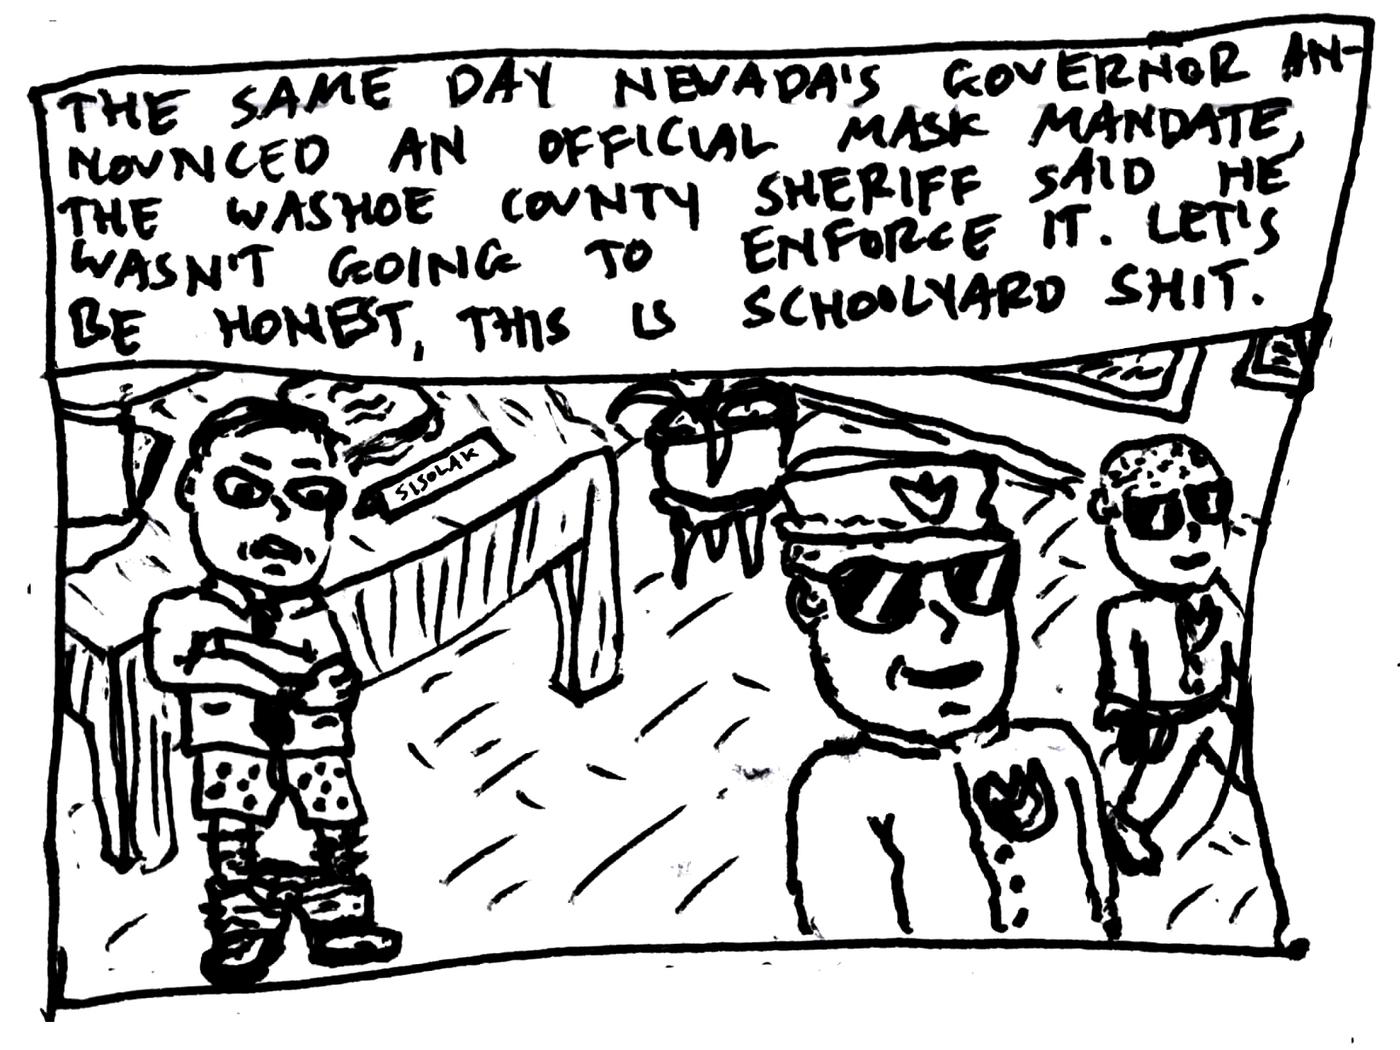 THE SAME DAY NEVADA'S GOVERNOR AN-
NOUNCED AN OFFICIAL MASK MANDATE,
THE WASHOE COUNTY SHERIFF SAID HE
WASN'T GOING TO ENFORCE IT. LET'S
BE HONEST, THIS IS SCHOOLYARD SHIT.
SISOLAK